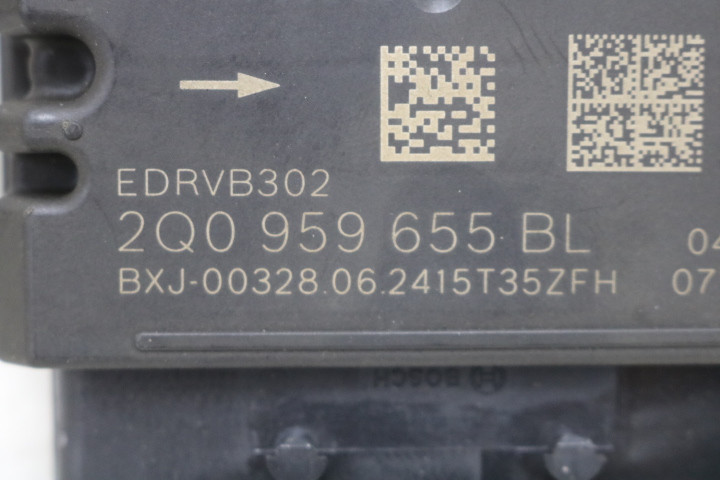 EDRVB302
2Q0 959 655 BL 04
BXJ-00328.06.2415T35ZFH 07
BOSCH